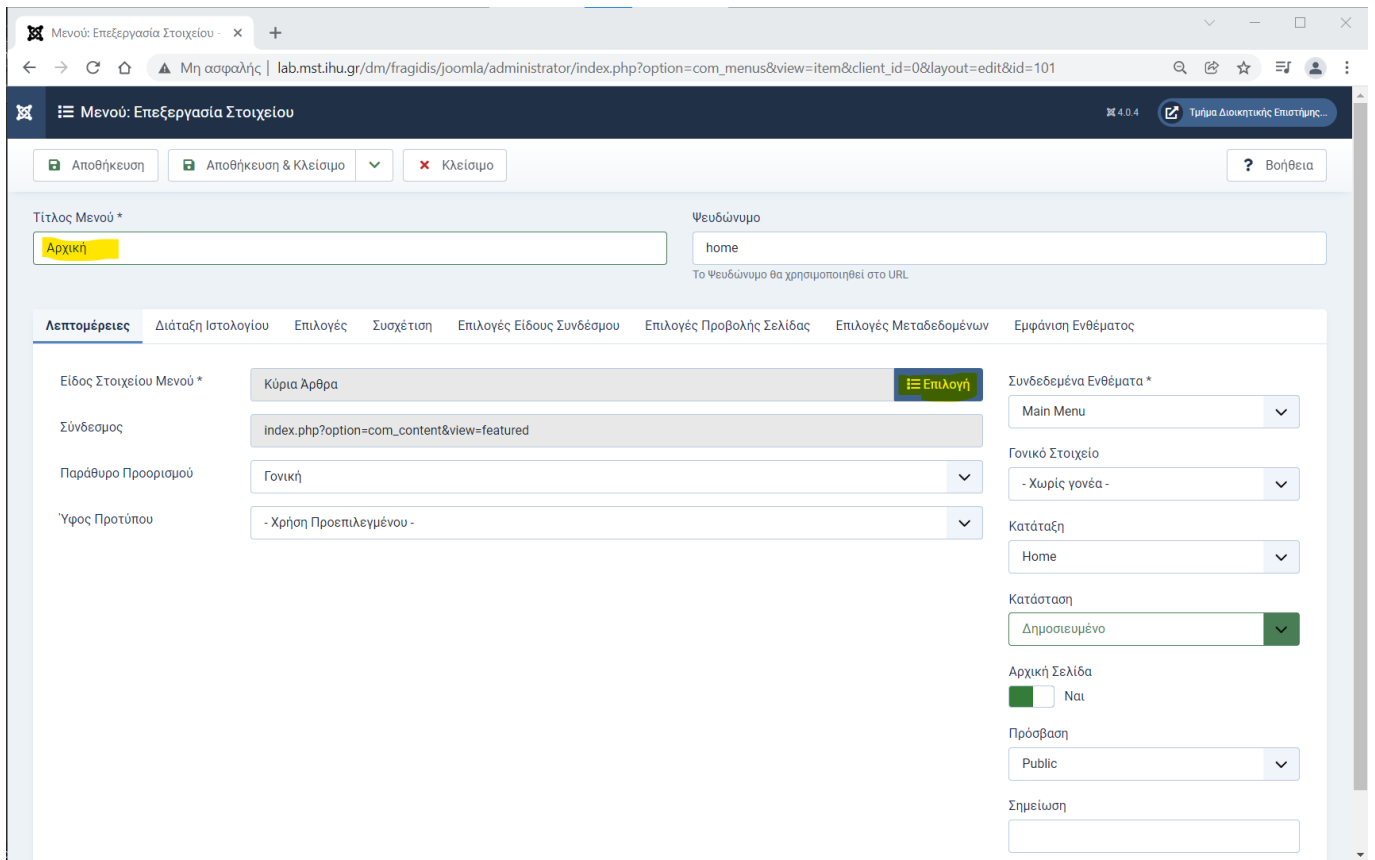 Μενού: Επεξεργασία Στοιχείου -
Μη ασφαλής | lab.mst.ihu.gr/dm/fragidis/joomla/administrator/index.php?option=com_menus&view=item&client_id=0&layout=edit&id=101
Μενού: Επεξεργασία Στοιχείου
4.0.4
Τμήμα Διοικητικής Επιστήμης...
Αποθήκευση
Αποθήκευση & Κλείσιμο
Κλείσιμο
? Βοήθεια
Τίτλος Μενού *
Αρχική
Ψευδώνυμο
home
Το Ψευδώνυμο θα χρησιμοποιηθεί στο URL
Λεπτομέρειες Διάταξη Ιστολογίου Επιλογές Συσχέτιση Επιλογές Είδους Συνδέσμου Επιλογές Προβολής Σελίδας Επιλογές Μεταδεδομένων Εμφάνιση Ενθέματος
Είδος Στοιχείου Μενού *
Κύρια Άρθρα
Επιλογή
Σύνδεσμος
index.php?option=com_content&view=featured
Παράθυρο Προορισμού
Γονική
Ύφος Προτύπου
- Χρήση Προεπιλεγμένου -
Συνδεδεμένα Ενθέματα *
Main Menu
Γονικό Στοιχείο
- Χωρίς γονέα -
Κατάταξη
Home
Κατάσταση
Δημοσιευμένο
Αρχική Σελίδα
Ναι
Πρόσβαση
Public
Σημείωση